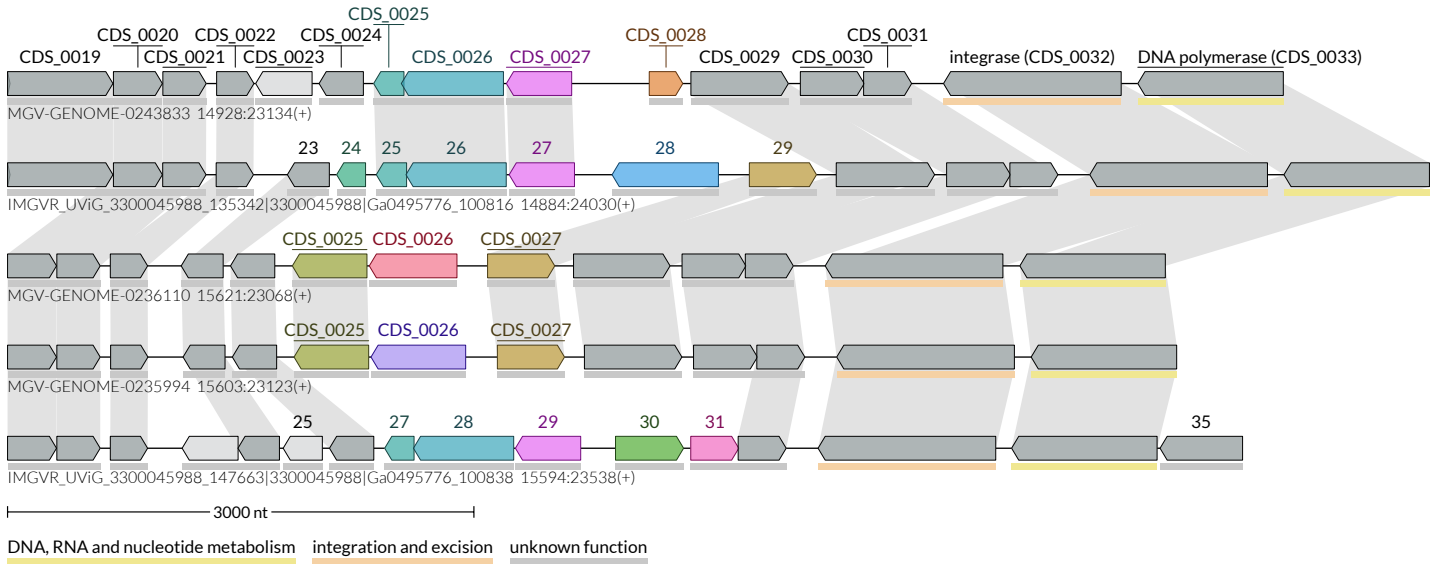 CDS_0025
CDS_0020 CDS_0022 CDS_0024 CDS_0028 CDS_0031
CDS_0019 CDS_0021 CDS_0023 CDS_0026 CDS_0027 CDS_0029 CDS_0030 integrase (CDS_0032) DNA polymerase (CDS_0033)
MGV-GENOME-0243833 14928:23134(+)
23 24 25 26 27 28 29
IMGVR_UViG_3300045988_135342|3300045988|Ga0495776_100816 14884:24030(+)
CDS_0025 CDS_0026 CDS_0027
MGV-GENOME-0236110 15621:23068(+)
CDS_0025 CDS_0026 CDS_0027
MGV-GENOME-0235994 15603:23123(+)
25 27 28 29 30 31 35
IMGVR_UViG_3300045988_147663|3300045988|Ga0495776_100838 15594:23538(+)
3000 nt
DNA, RNA and nucleotide metabolism integration and excision unknown function